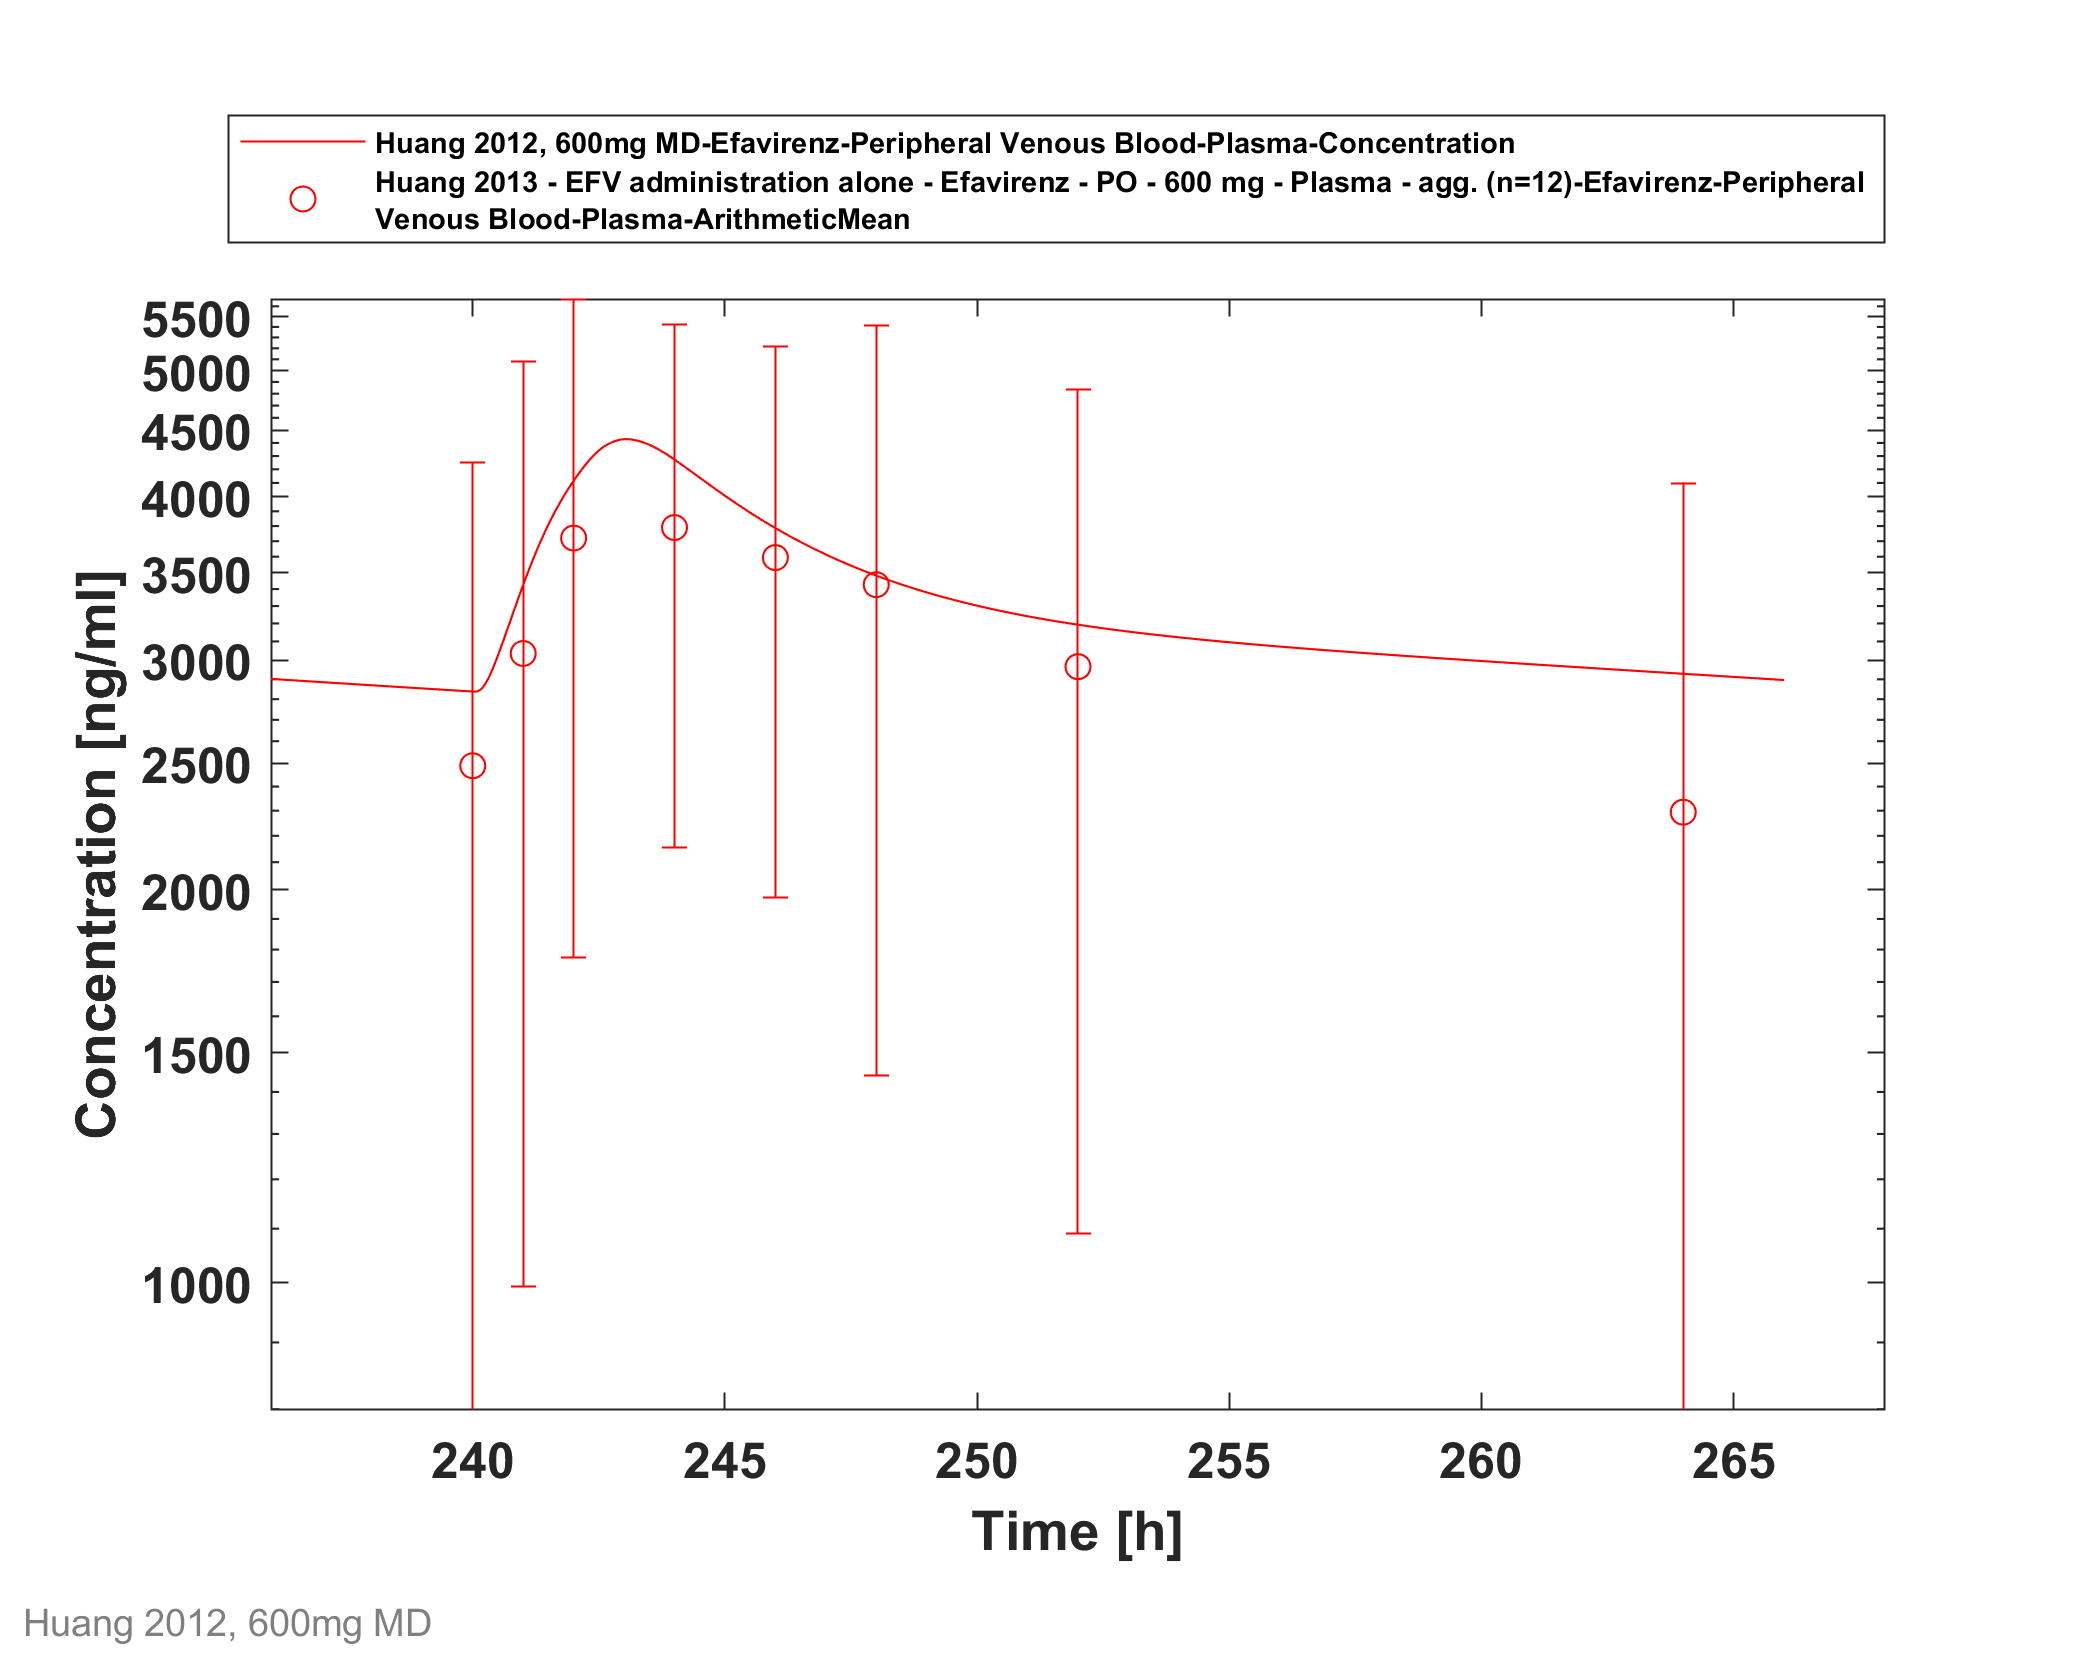 Huang 2012, 600mg MD-Efavirenz-Peripheral Venous Blood-Plasma-Concentration
Huang 2013 - EFV administration alone - Efavirenz - PO - 600 mg - Plasma - agg. (n=12)-Efavirenz-Peripheral
Venous Blood-Plasma-ArithmeticMean
5500
5000
4500
4000
3500
3000
2500
2000
1500
1000
Concentration [ng/ml]
240 245 250 255 260 265
Time [h]
Huang 2012, 600mg MD